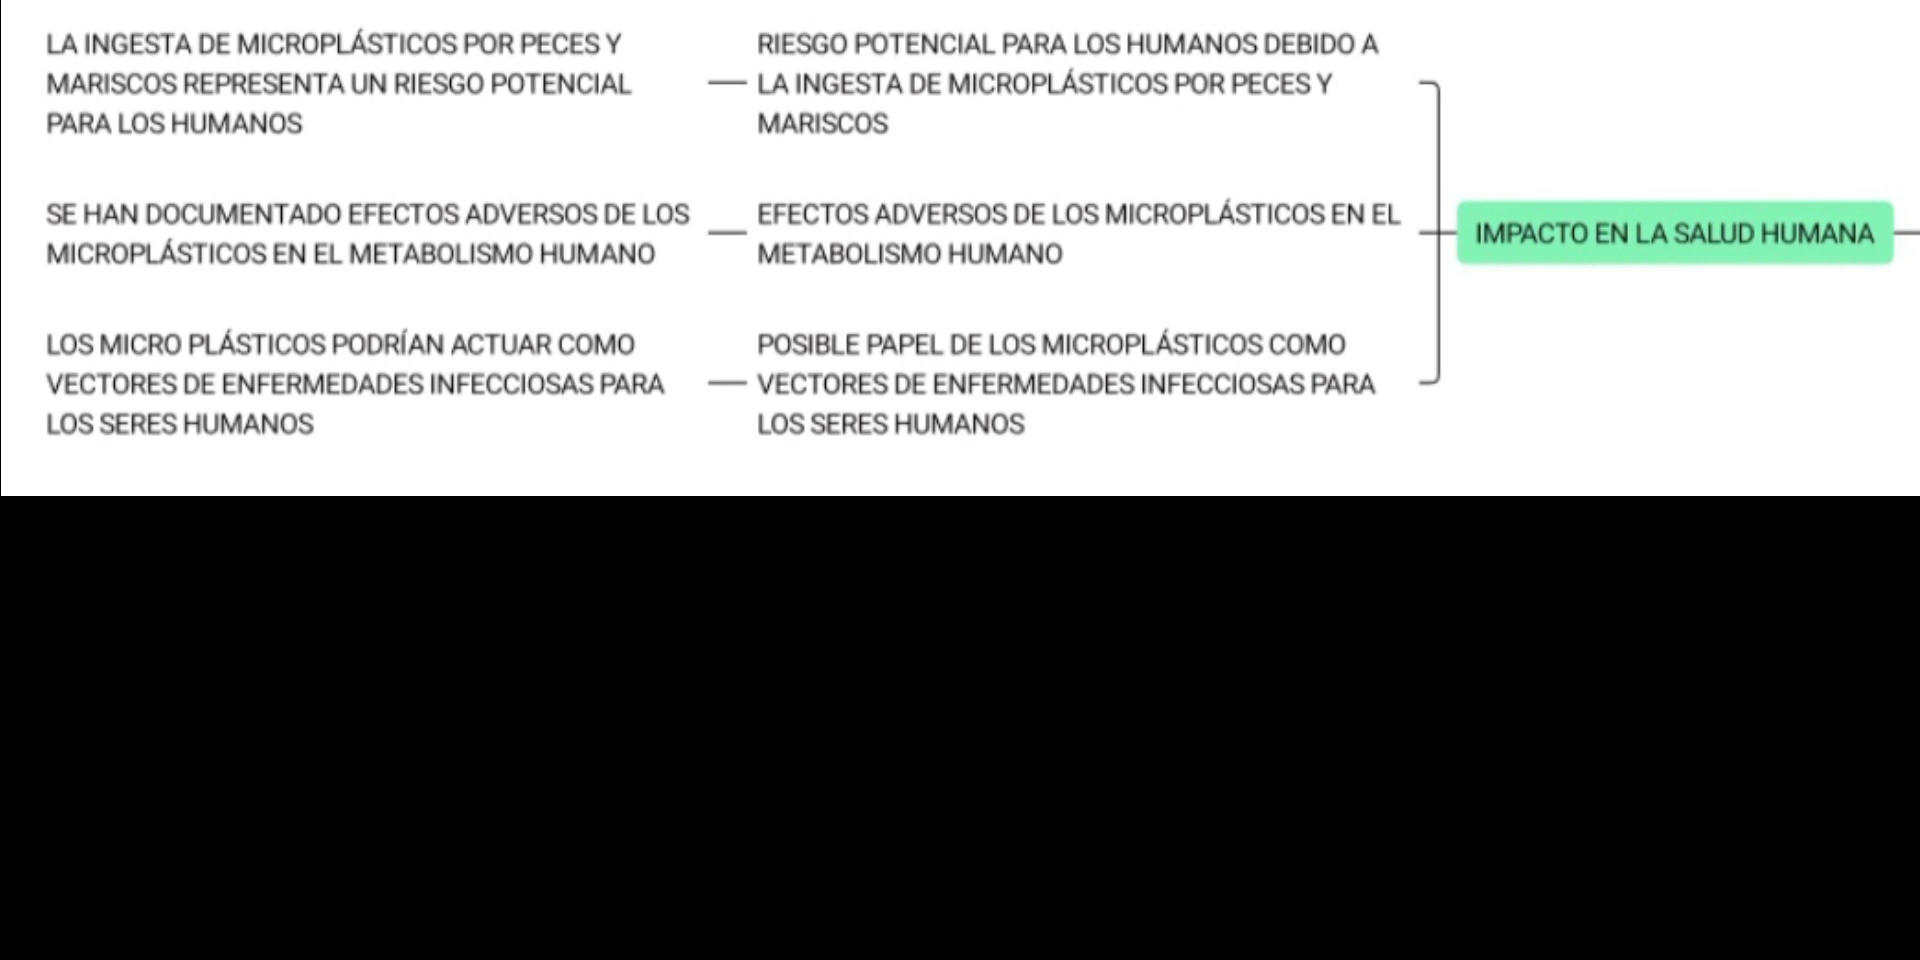 LA INGESTA DE MICROPLÁSTICOS POR PECES Y
MARISCOS REPRESENTA UN RIESGO POTENCIAL
PARA LOS HUMANOS
RIESGO POTENCIAL PARA LOS HUMANOS DEBIDO A
LA INGESTA DE MICROPLÁSTICOS POR PECES Y
MARISCOS
SE HAN DOCUMENTADO EFECTOS ADVERSOS DE LOS
MICROPLÁSTICOS EN EL METABOLISMO HUMANO
EFECTOS ADVERSOS DE LOS MICROPLÁSTICOS EN EL
METABOLISMO HUMANO
LOS MICRO PLÁSTICOS PODRÍAN ACTUAR COMO
VECTORES DE ENFERMEDADES INFECCIOSAS PARA
LOS SERES HUMANOS
POSIBLE PAPEL DE LOS MICROPLÁSTICOS COMO
VECTORES DE ENFERMEDADES INFECCIOSAS PARA
LOS SERES HUMANOS
IMPACTO EN LA SALUD HUMANA